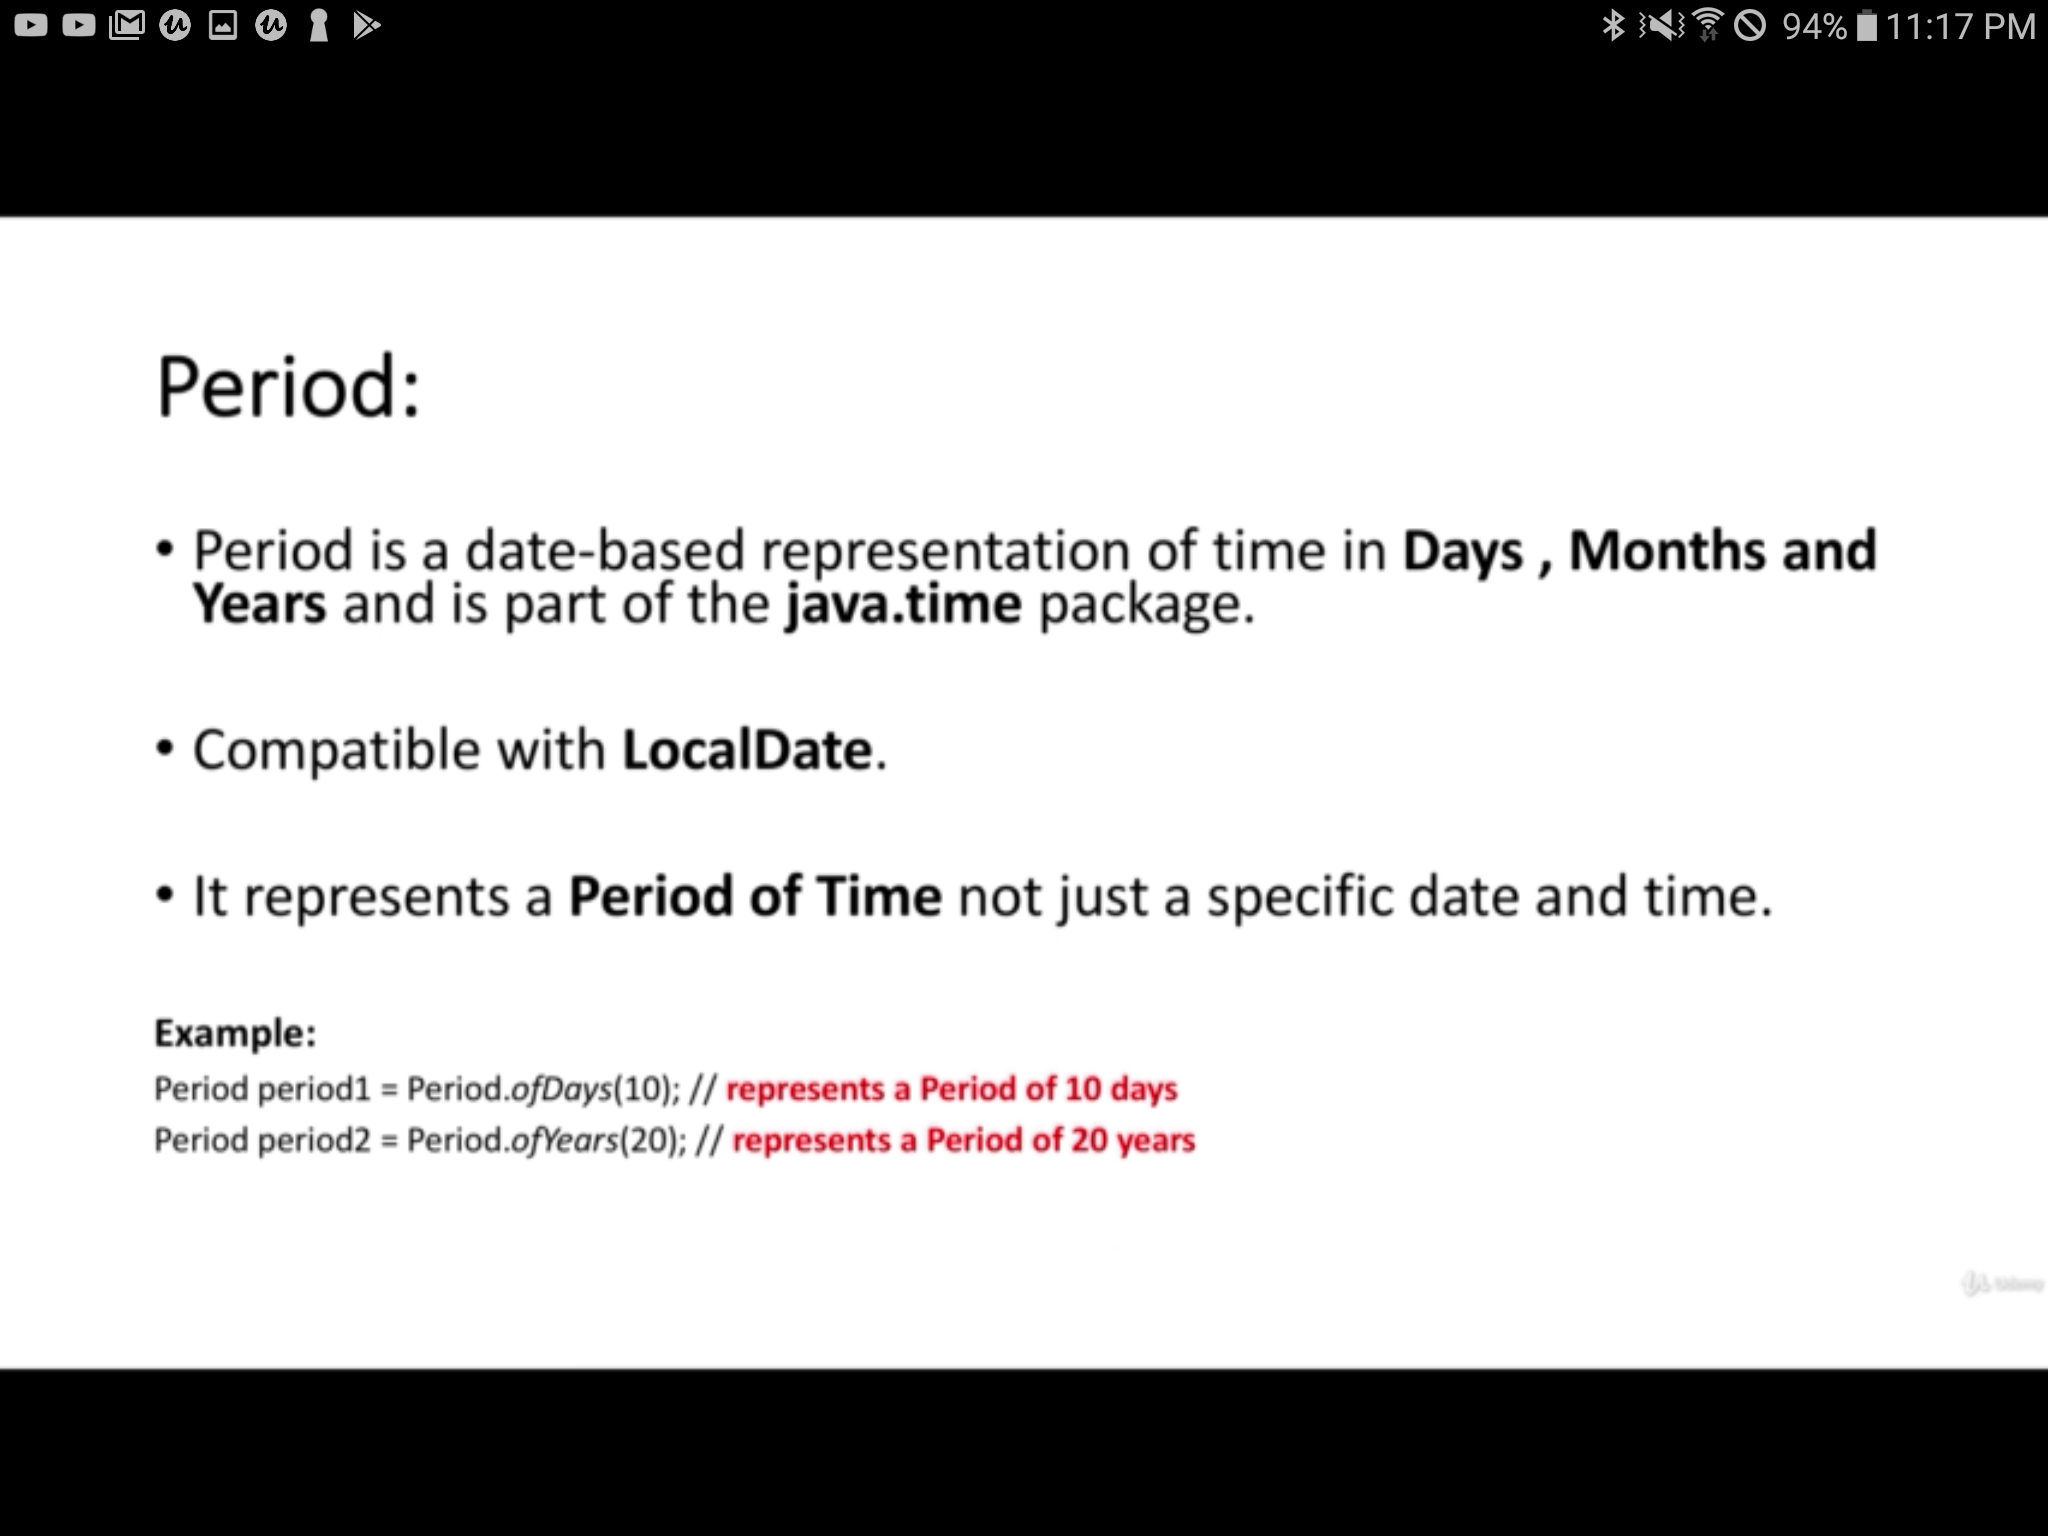 94% 11:17 PM
Period:
• Period is a date-based representation of time in Days , Months and
Years and is part of the java.time package.
• Compatible with LocalDate.
• It represents a Period of Time not just a specific date and time.
Example:
Period period1 = Period.ofDays(10); // represents a Period of 10 days
Period period2 = Period.ofYears(20); // represents a Period of 20 years
Udemy